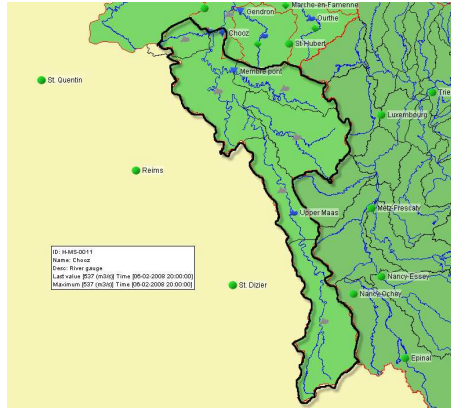 Marche-en-Famenne
Gendron
Ourthe
Chooz
St-Hubert
Membre pont
St. Quentin
Trie
Luxembourg
Reims
Metz-Frescaty
Upper Maas
ID: H-MS-0011
Name: Chooz
Desc: River gauge
Last value [537 (m3/s)] Time [06-02-2008 20:00:00]
Maximum [537 (m3/s)] Time [06-02-2008 20:00:00]
Nancy-Essey
St. Dizier
Nancy-Ochey
Epinal